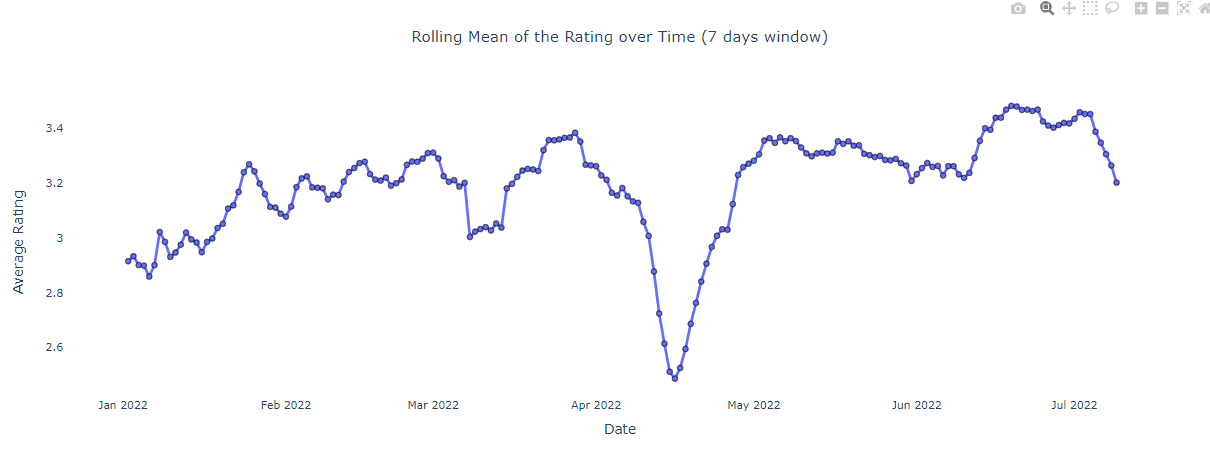 Rolling Mean of the Rating over Time (7 days window)
3.4
3.2
3
2.8
2.6
Average Rating
Jan 2022
Feb 2022
Mar 2022
Apr 2022
May 2022
Jun 2022
Jul 2022
Date